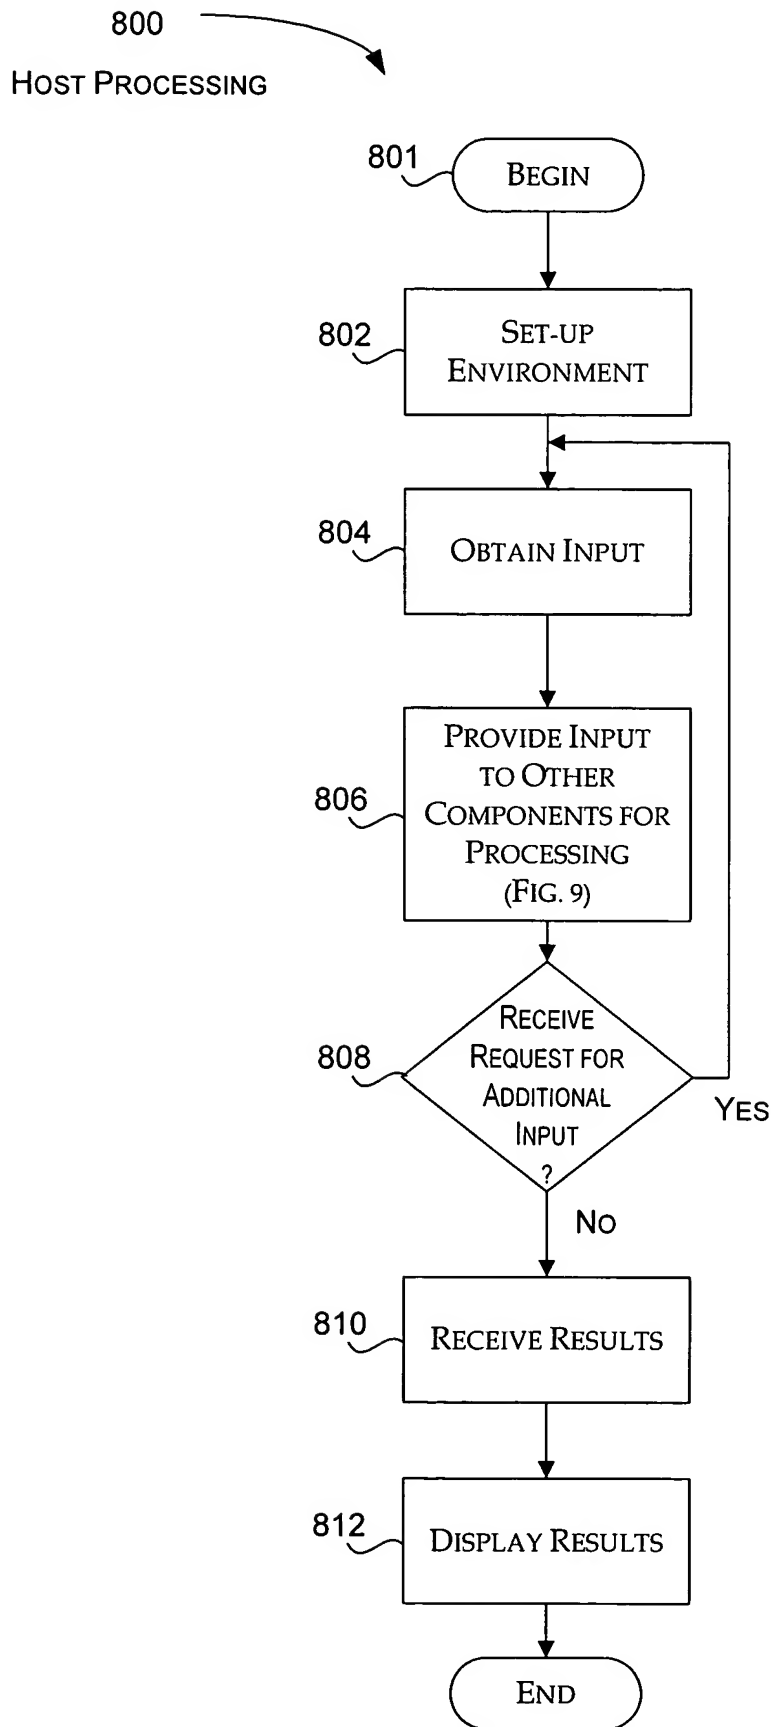 800
HOST PROCESSING
801
BEGIN
802
SET-UP
ENVIRONMENT
804
OBTAIN INPUT
806
PROVIDE INPUT
TO OTHER
COMPONENTS FOR
PROCESSING
(FIG. 9)
808
RECEIVE
REQUEST FOR
ADDITIONAL
INPUT
?
YES
NO
810
RECEIVE RESULTS
812
DISPLAY RESULTS
END